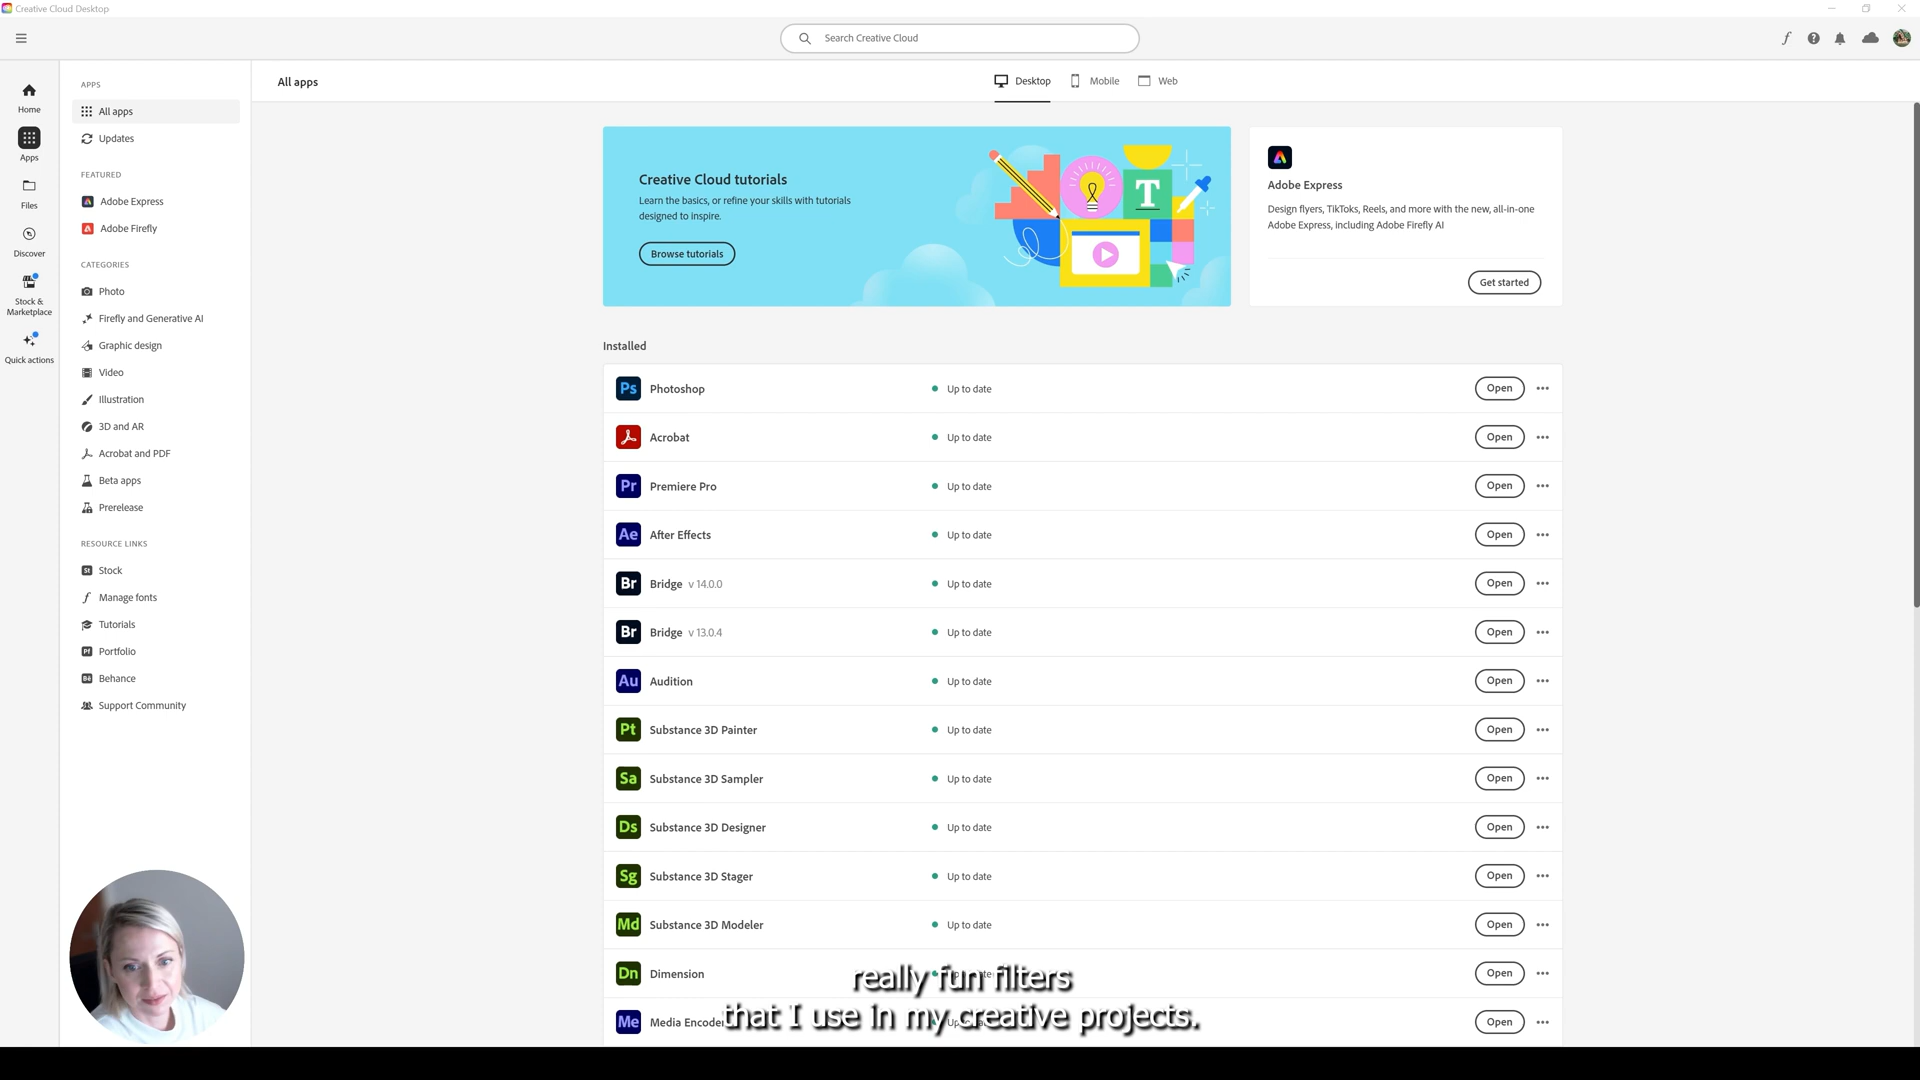 Creative Cloud Desktop
Search Creative Cloud
Home
Apps
Files
Discover
Stock &
Marketplace
Quick actions
APPS
All apps
Updates
FEATURED
Adobe Express
Adobe Firefly
CATEGORIES
Photo
Firefly and Generative AI
Graphic design
Video
Illustration
3D and AR
Acrobat and PDF
Beta apps
Prerelease
RESOURCE LINKS
St Stock
Manage fonts
Tutorials
Pf Portfolio
Bē Behance
Support Community
All apps
Desktop
Mobile
Web
Creative Cloud tutorials
Learn the basics, or refine your skills with tutorials
designed to inspire.
Browse tutorials
T
Adobe Express
Design flyers, TikToks, Reels, and more with the new, all-in-one
Adobe Express, including Adobe Firefly AI
Get started
Installed
Ps Photoshop Up to date Open
Acrobat Up to date Open
Pr Premiere Pro Up to date Open
Ae After Effects Up to date Open
Br Bridge v 14.0.0 Up to date Open
Br Bridge v 13.0.4 Up to date Open
Au Audition Up to date Open
Pt Substance 3D Painter Up to date Open
Sa Substance 3D Sampler Up to date Open
Ds Substance 3D Designer Up to date Open
Sg Substance 3D Stager Up to date Open
Md Substance 3D Modeler Up to date Open
Dn Dimension Open
Me Media Encoder Open
really fun filters
that I use in my creative projects.